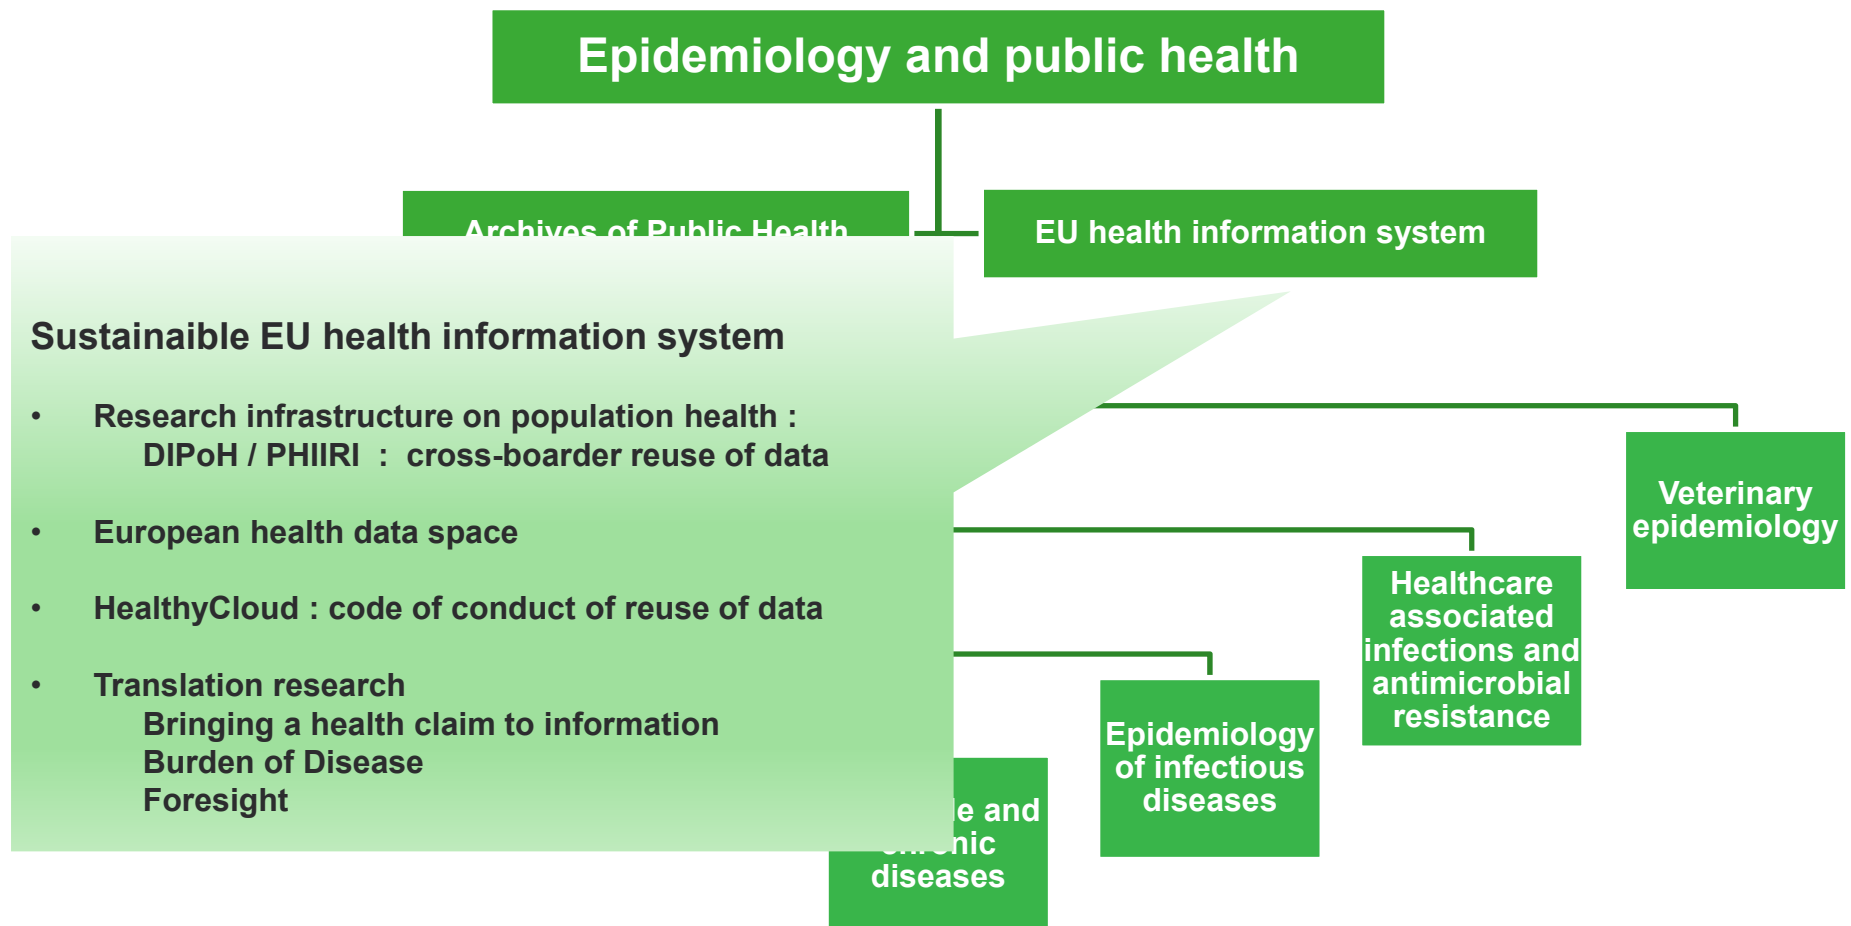 Epidemiology and public health
Archives of Public Health
EU health information system
Sustainaible EU health information system
• Research infrastructure on population health :
DIPoH / PHIIRI : cross-boarder reuse of data
• European health data space
• HealthyCloud : code of conduct of reuse of data
• Translation research
Bringing a health claim to information
Burden of Disease
Foresight
Veterinary
epidemiology
Healthcare
associated
infections and
antimicrobial
resistance
Epidemiology
of infectious
diseases
and
chronic
diseases